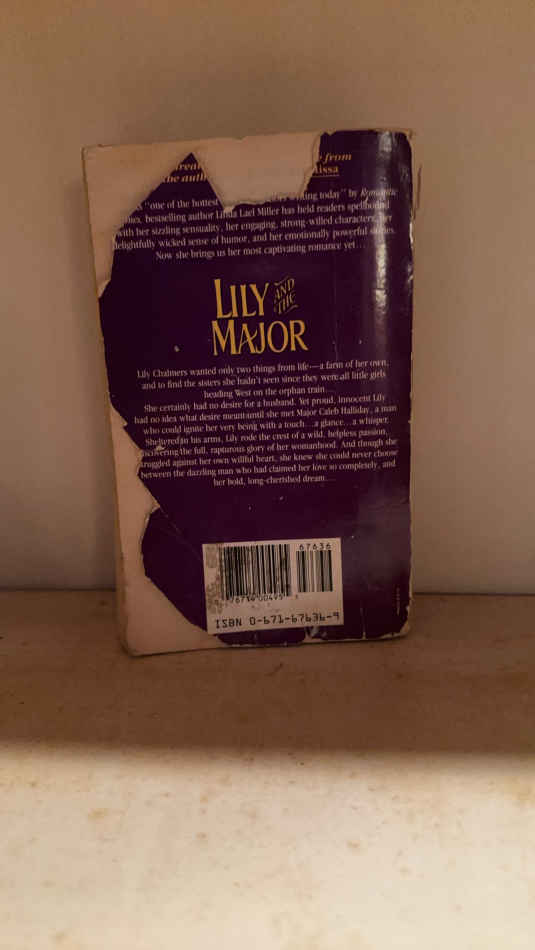 e from
the auth issa
"one of the hottest writing today" by Romantic
bestselling author Linda Lael Miller has held readers spellbound
with her sizzling sensuality, her engaging, strong-willed characters, her
delightfully wicked sense of humor, and her emotionally powerful stories.
Now she brings us her most captivating romance yet...
LILY AND THE
MAJOR
Lily Chalmers wanted only two things from life—a farm of her own,
and to find the sisters she hadn't seen since they were all little girls
heading West on the orphan train...
She certainly had no desire for a husband. Yet proud, innocent Lily
had no idea what desire meant until she met Major Caleb Halliday, a man
who could ignite her very being with a touch...a glance...a whisper.
Sheltered in his arms, Lily rode the crest of a wild, helpless passion,
covering the full, rapturous glory of her womanhood. And though she
struggled against her own willful heart, she knew she could never choose
between the dazzling man who had claimed her love so completely, and
her bold, long-cherished dream...
67636
ISBN 0-671-67636-9